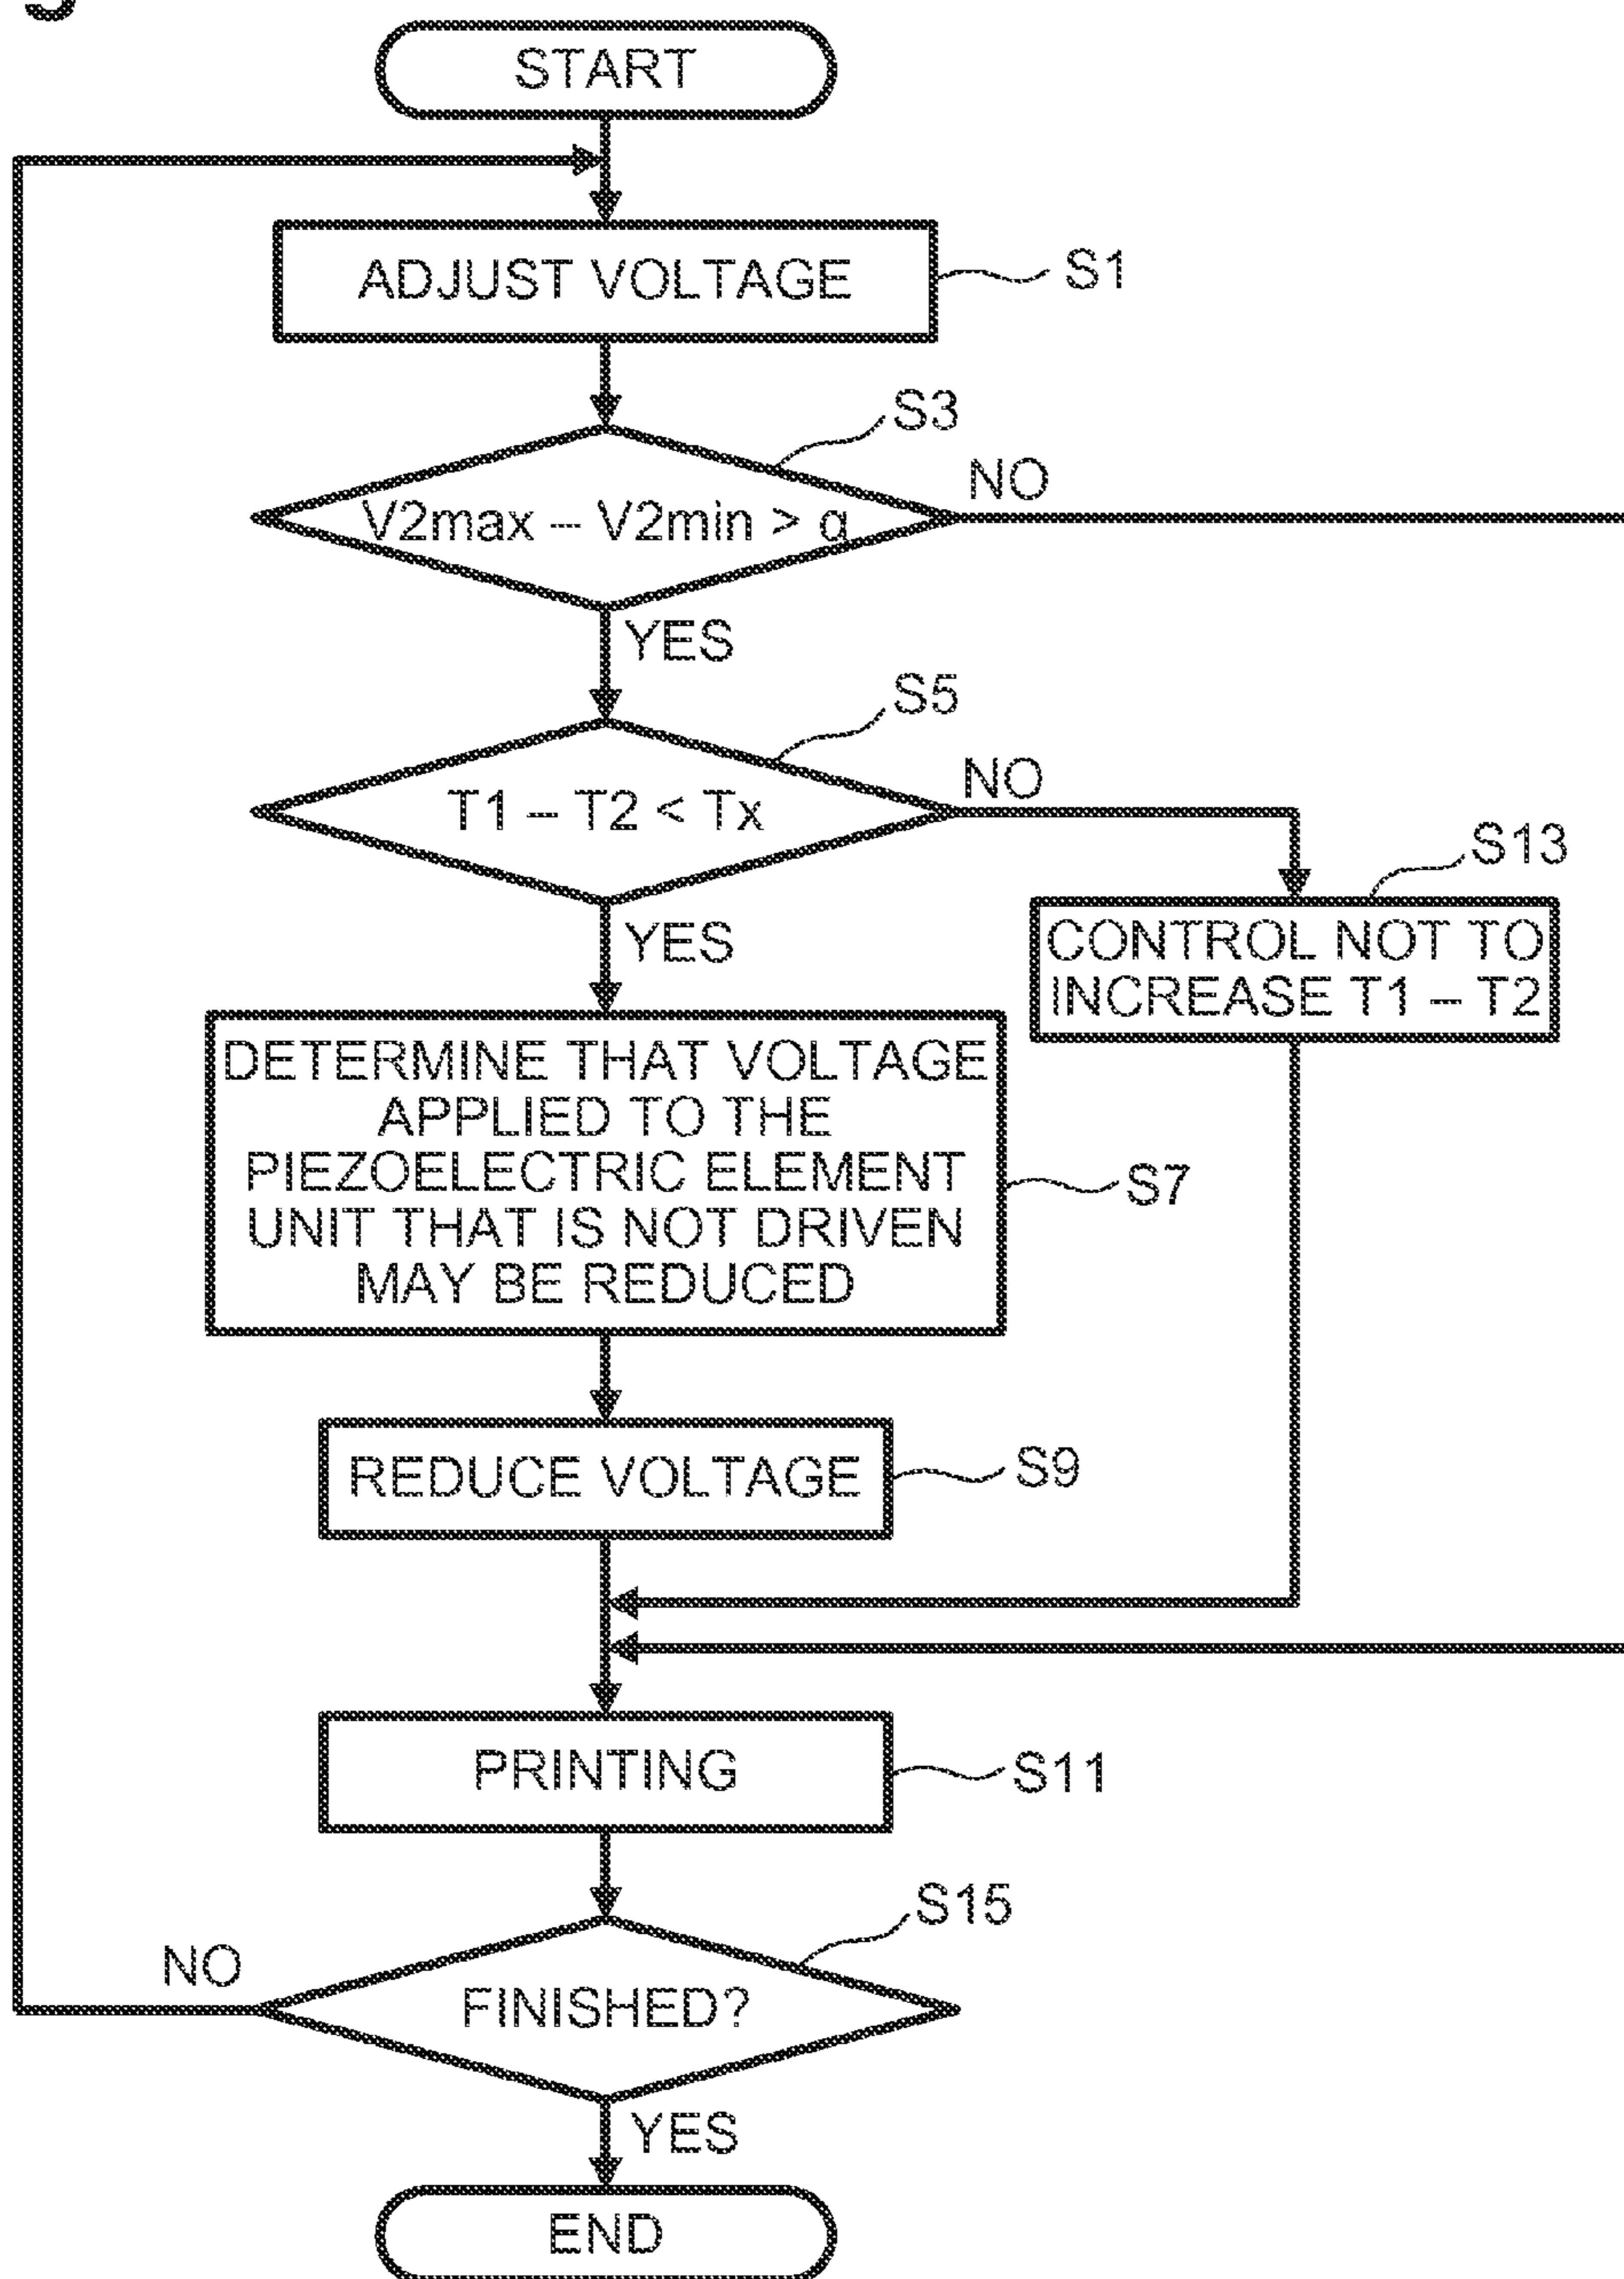 START
ADJUST VOLTAGE
S1
S3
V2max – V2min > α
NO
YES
S5
T1 – T2 < Tx
NO
S13
CONTROL NOT TO
INCREASE T1 – T2
YES
DETERMINE THAT VOLTAGE
APPLIED TO THE
PIEZOELECTRIC ELEMENT
UNIT THAT IS NOT DRIVEN
MAY BE REDUCED
S7
REDUCE VOLTAGE
S9
PRINTING
S11
S15
NO
FINISHED?
YES
END